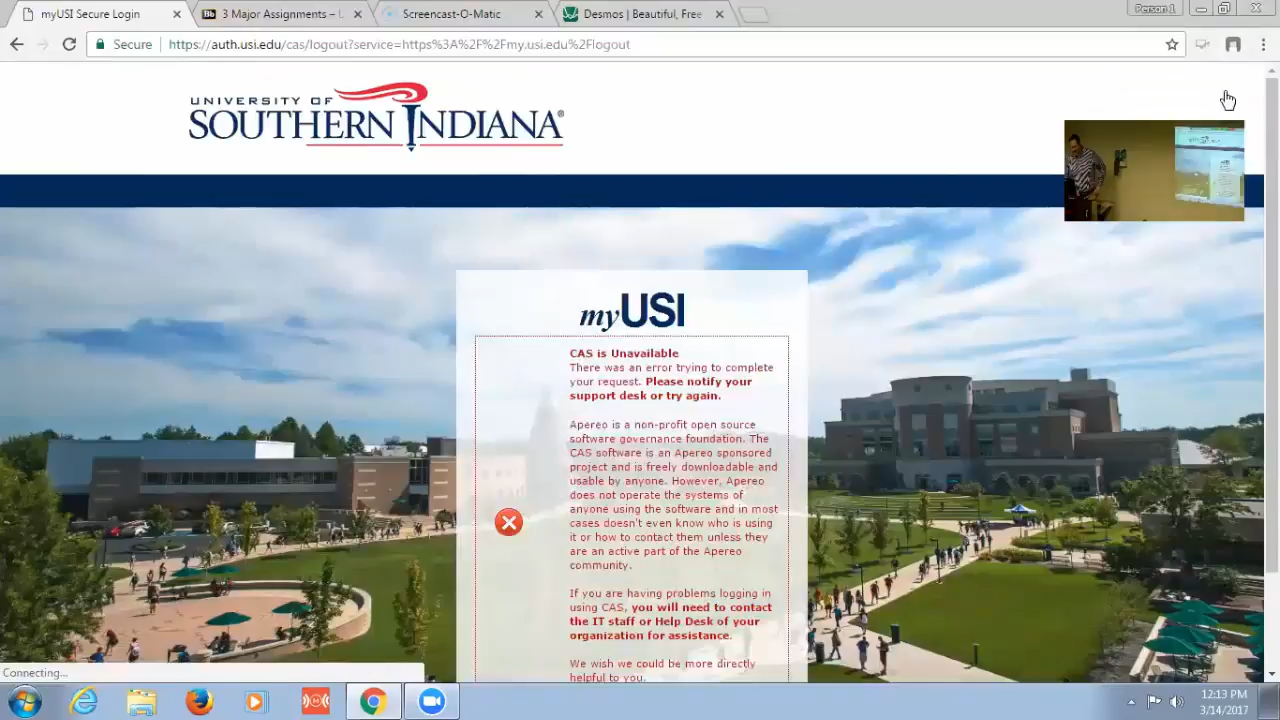 myUSI Secure Login
Bb
3 Major Assignments – L
Screencast-O-Matic
Desmos | Beautiful, Free
Person 1
Secure
https://auth.usi.edu/cas/logout?service=https%3A%2F%2Fmy.usi.edu%2Flogout
UNIVERSITY OF
SOUTHERN INDIANA®
myUSI
CAS is Unavailable
There was an error trying to complete
your request. Please notify your
support desk or try again.
Apereo is a non-profit open source
software governance foundation. The
CAS software is an Apereo sponsored
project and is freely downloadable and
usable by anyone. However, Apereo
does not operate the systems of
anyone using the software and in most
cases doesn't even know who is using
it or how to contact them unless they
are an active part of the Apereo
community.
If you are having problems logging in
using CAS, you will need to contact
the IT staff or Help Desk of your
organization for assistance.
We wish we could be more directly
helpful to you.
Connecting...
12:13 PM
3/14/2017